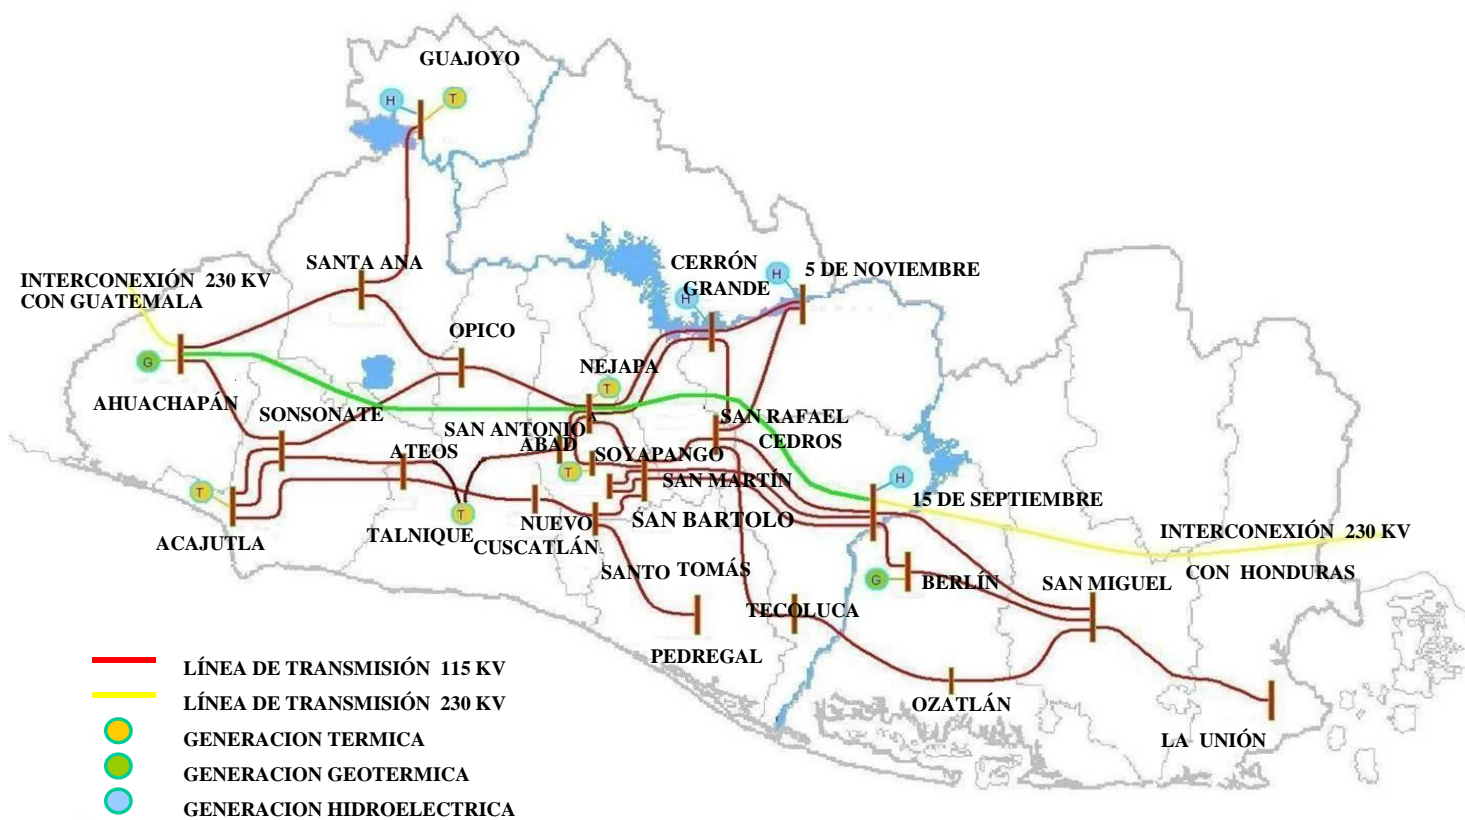 GUAJOYO
H
T
SANTA ANA
CERRÓN
GRANDE
H
H
5 DE NOVIEMBRE
INTERCONEXIÓN 230 KV
CON GUATEMALA
OPICO
NEJAPA
T
G
AHUACHAPÁN
SONSONATE
SAN ANTONIO
ABAD
T
ATEOS
SOYAPANGO
SAN RAFAEL
CEDROS
SAN MARTÍN
H
15 DE SEPTIEMBRE
T
ACAJUTLA
T
TALNIQUE
NUEVO
CUSCATLÁN
SAN BARTOLO
INTERCONEXIÓN 230 KV
CON HONDURAS
SANTO TOMÁS
G
BERLÍN
SAN MIGUEL
TECOLUCA
PEDREGAL
OZATLÁN
LA UNIÓN
LÍNEA DE TRANSMISIÓN 115 KV
LÍNEA DE TRANSMISIÓN 230 KV
GENERACION TERMICA
GENERACION GEOTERMICA
GENERACION HIDROELECTRICA